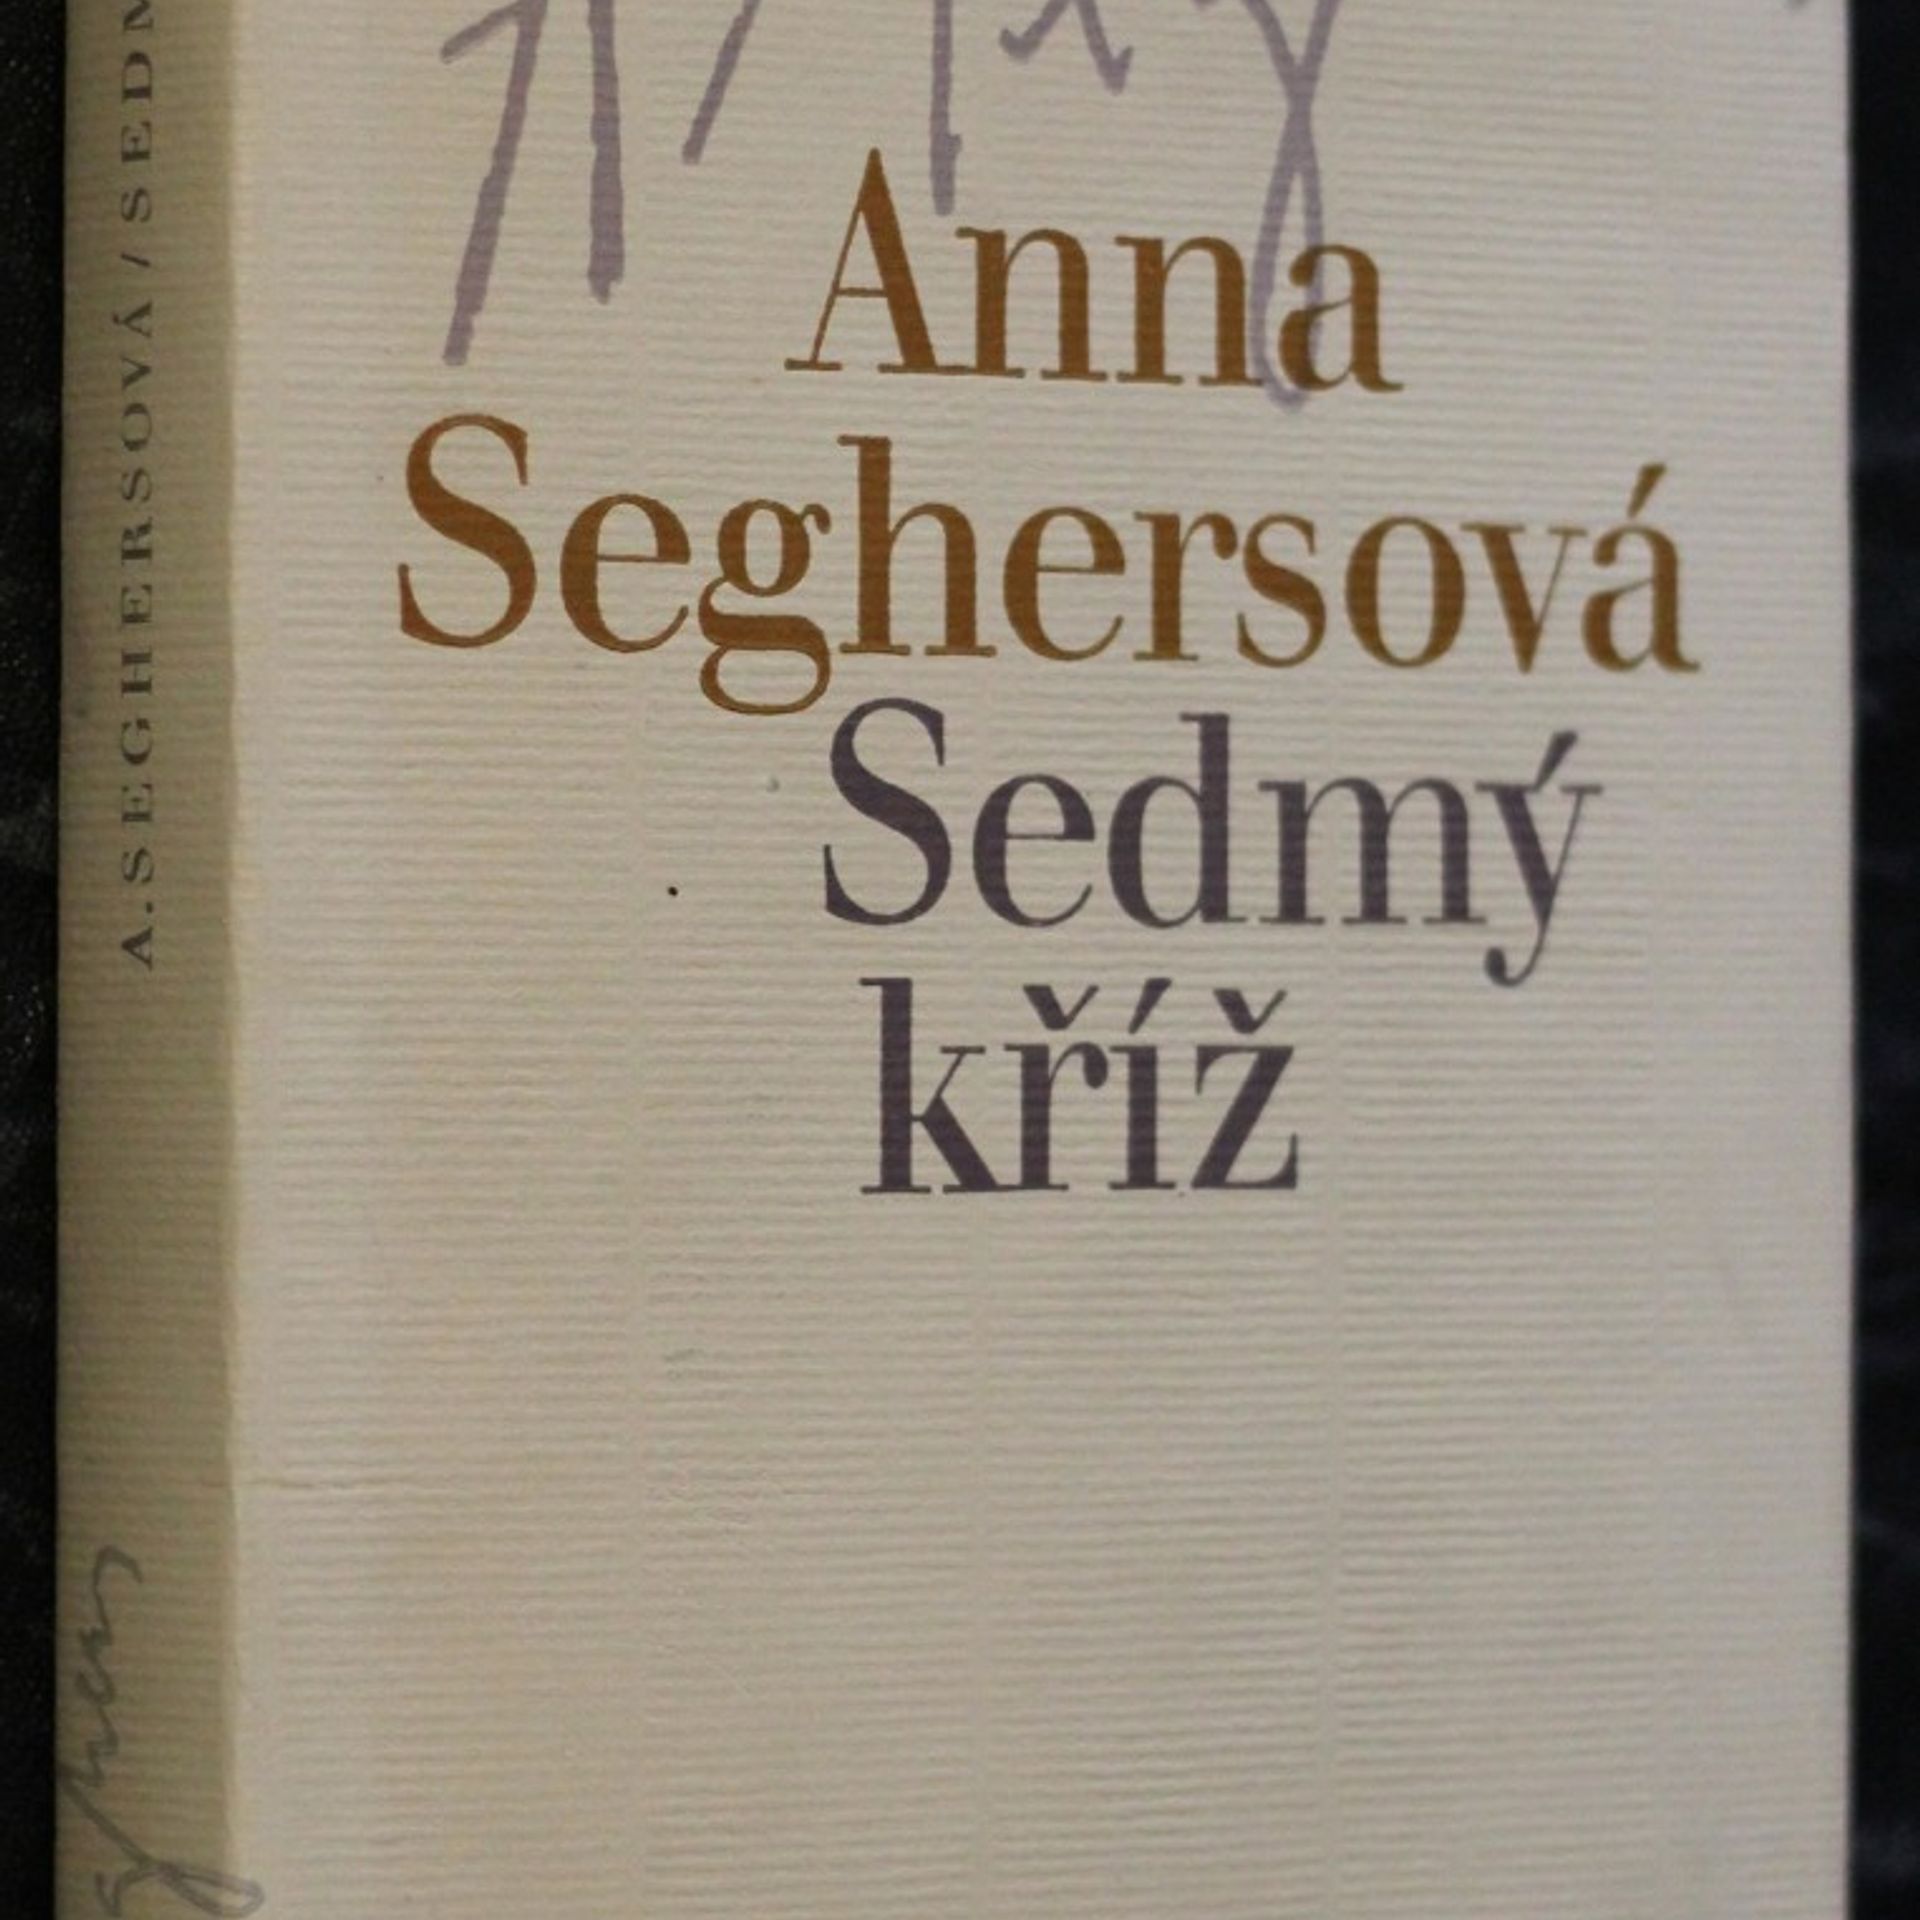 Anna
Seghersová
Sedmý
kříž
A. SEGHERSOVÁ / SEDM